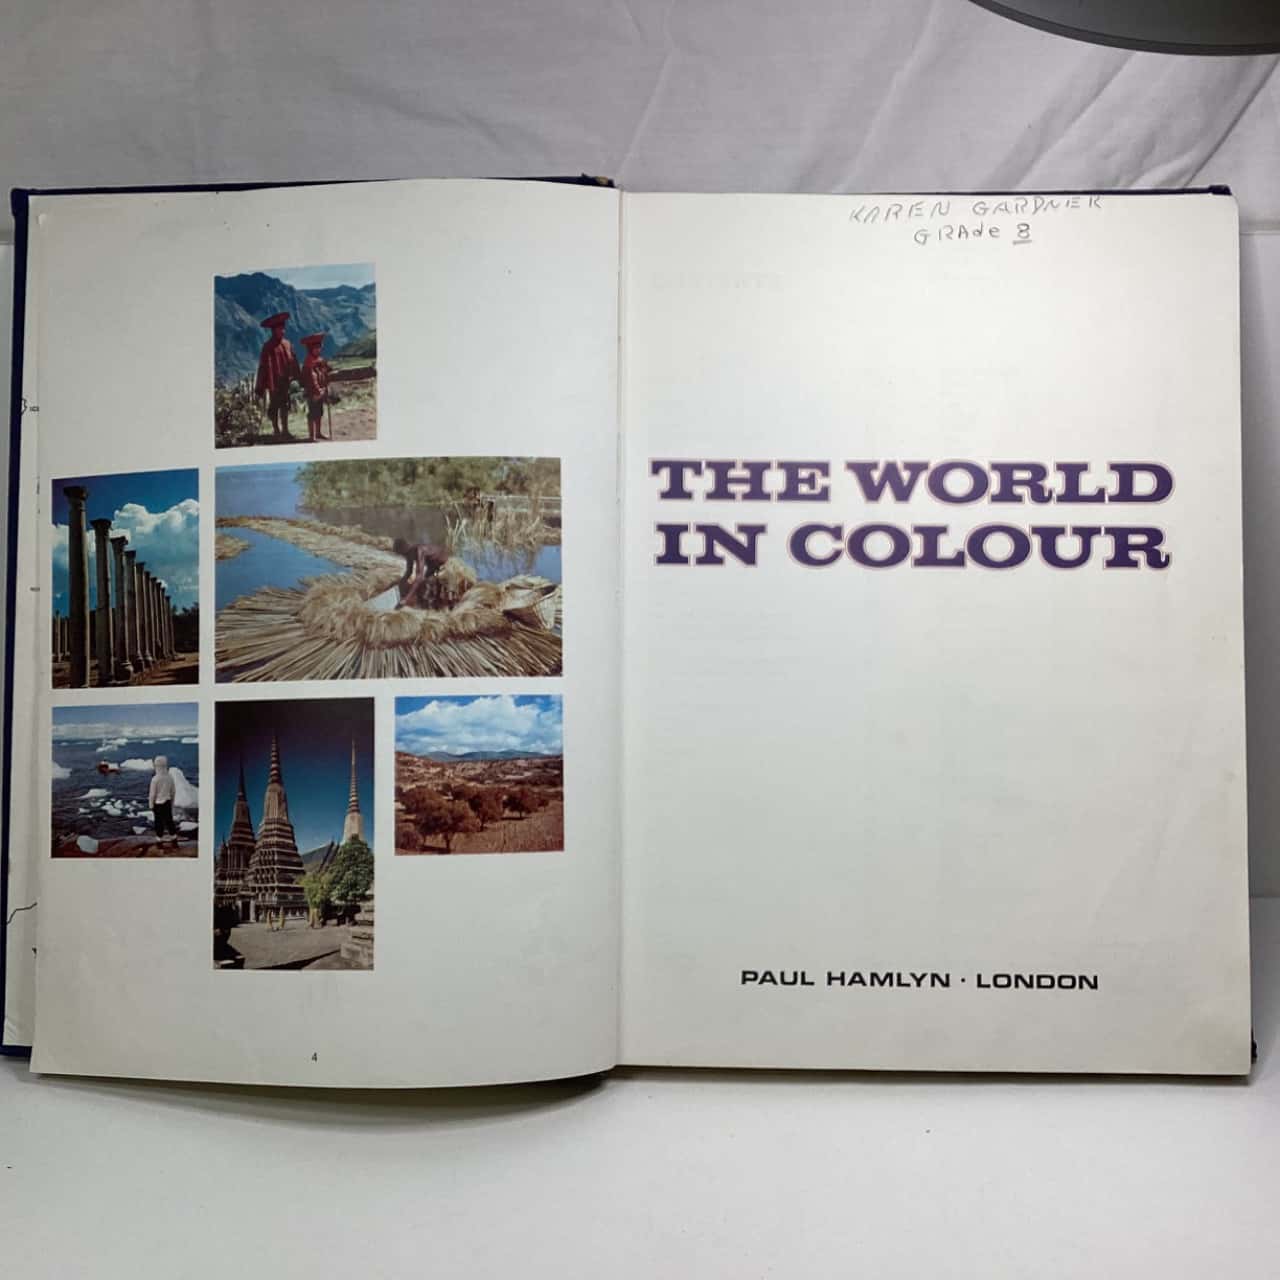 KAREN GARDNER
GRAde 8
THE WORLD
IN COLOUR
PAUL HAMLYN · LONDON
4